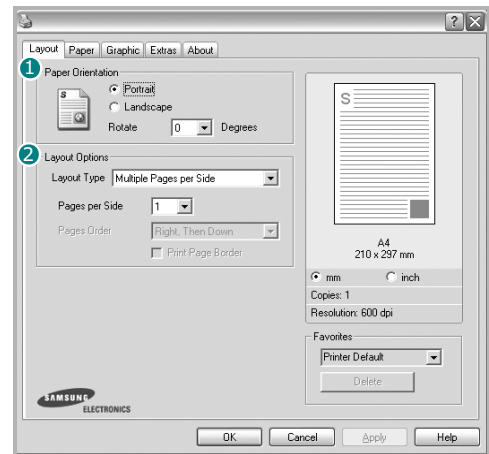 Layout Paper Graphic Extras About
1
Paper Orientation
S
Portrait
Landscape
Rotate 0 Degrees
2
Layout Options
Layout Type Multiple Pages per Side
Pages per Side 1
Pages Order Right, Then Down
Print Page Border
S
A4
210 x 297 mm
mm inch
Copies: 1
Resolution: 600 dpi
Favorites
Printer Default
Delete
SAMSUNG
ELECTRONICS
OK Cancel Apply Help